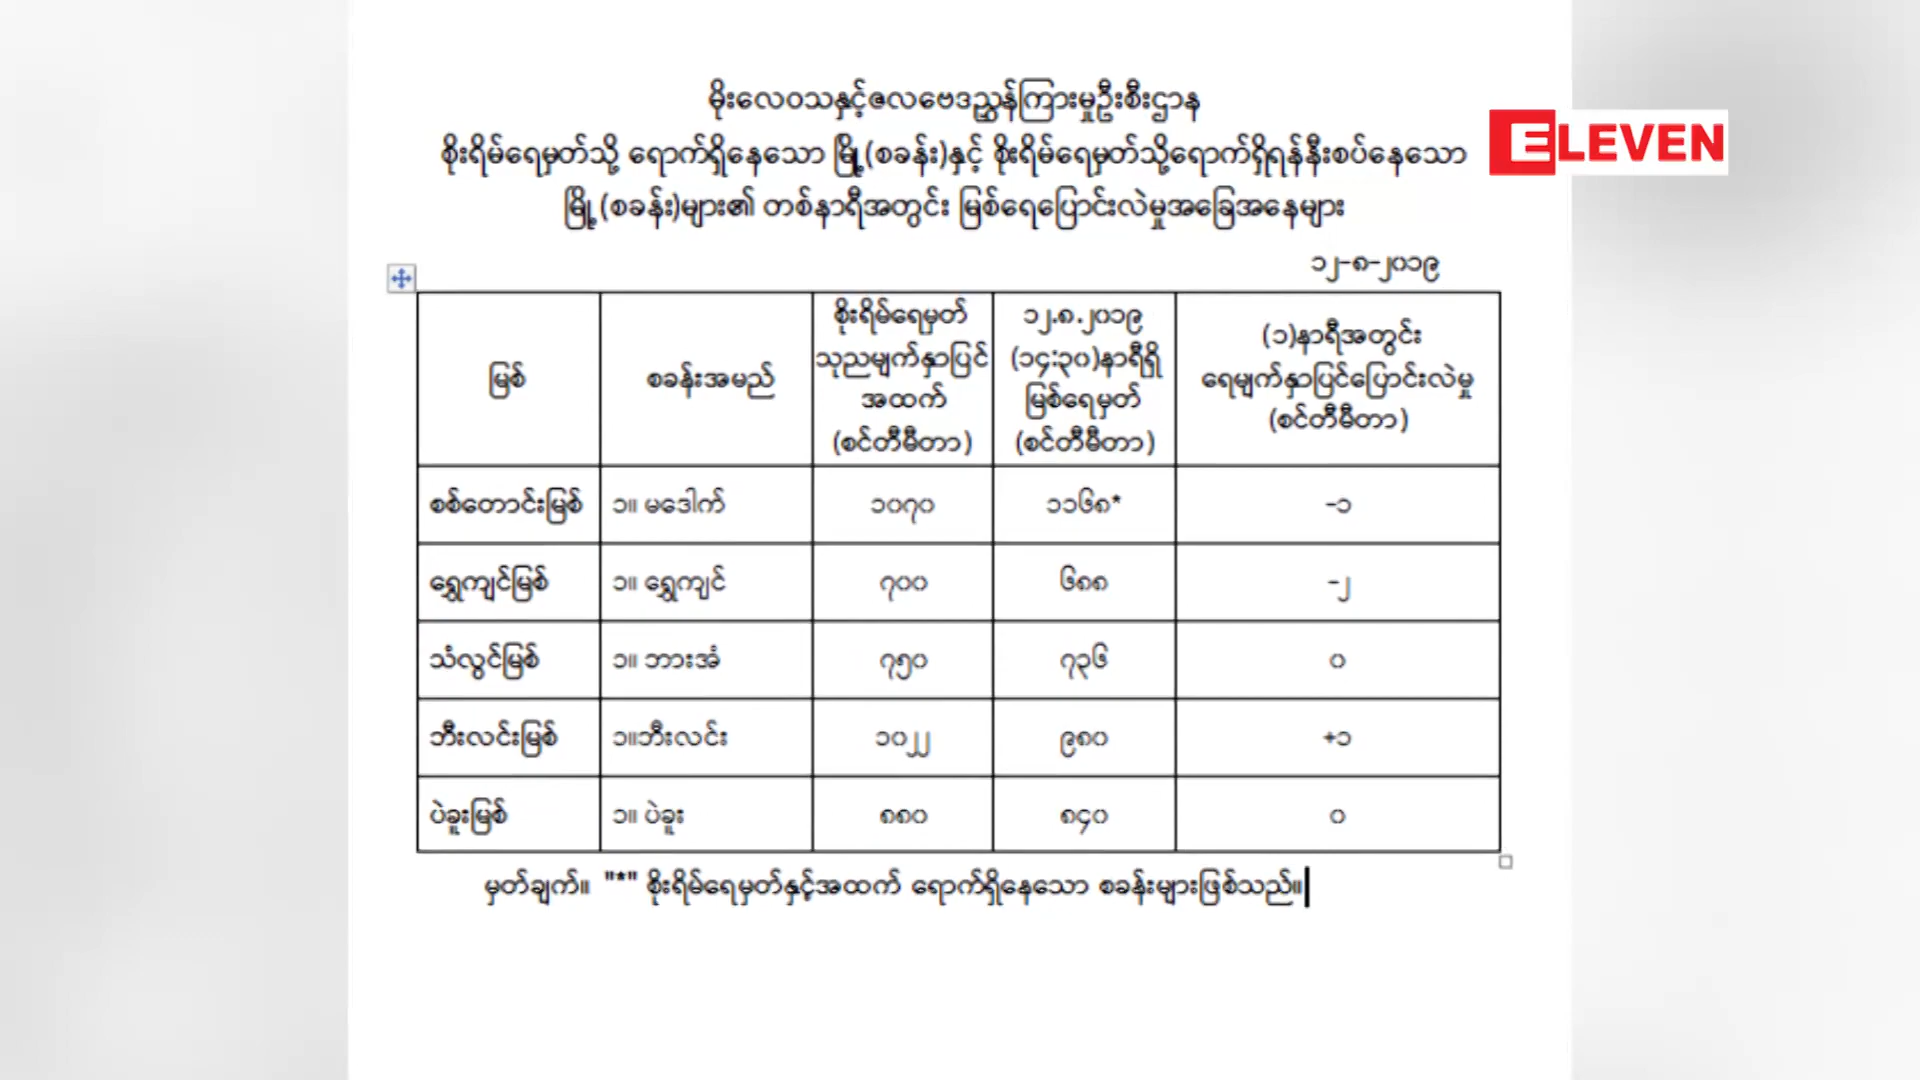 မိုးလေဝသနှင့်ဇလဗေဒညွှန်ကြားမှုဦးစီးဌာန
စိုးရိမ်ရေမှတ်သို့ ရောက်ရှိနေသော မြို့(စခန်း)နှင့် စိုးရိမ်ရေမှတ်သို့ရောက်ရှိရန်နီးစပ်နေသော
ELEVEN
မြို့(စခန်း)များ၏ တစ်နာရီအတွင်း မြစ်ရေပြောင်းလဲမှုအခြေအနေများ
၁၂-၈-၂၀၁၉
မြစ်
စခန်းအမည်
စိုးရိမ်ရေမှတ်
သုညမျက်နှာပြင်
အထက်
(စင်တီမီတာ)
၁၂.၈.၂၀၁၉
(၁၄:၃၀)နာရီရှိ
မြစ်ရေမှတ်
(စင်တီမီတာ)
(၁)နာရီအတွင်း
ရေမျက်နှာပြင်ပြောင်းလဲမှု
(စင်တီမီတာ)
စစ်တောင်းမြစ် ၁။ မဒေါက် ၁၀၇၀ ၁၁၆၈* -၁
ရွှေကျင်မြစ် ၁။ ရွှေကျင် ၇၀၀ ၆၈၈ -၂
သံလွင်မြစ် ၁။ ဘားအံ ၇၅၀ ၇၃၆ ၀
ဘီးလင်းမြစ် ၁။ဘီးလင်း ၁၀၂၂ ၉၈၀ +၁
ပဲခူးမြစ် ၁။ ပဲခူး ၈၈၀ ၈၄၀ ၀
မှတ်ချက်။ "*" စိုးရိမ်ရေမှတ်နှင့်အထက် ရောက်ရှိနေသော စခန်းများဖြစ်သည်။